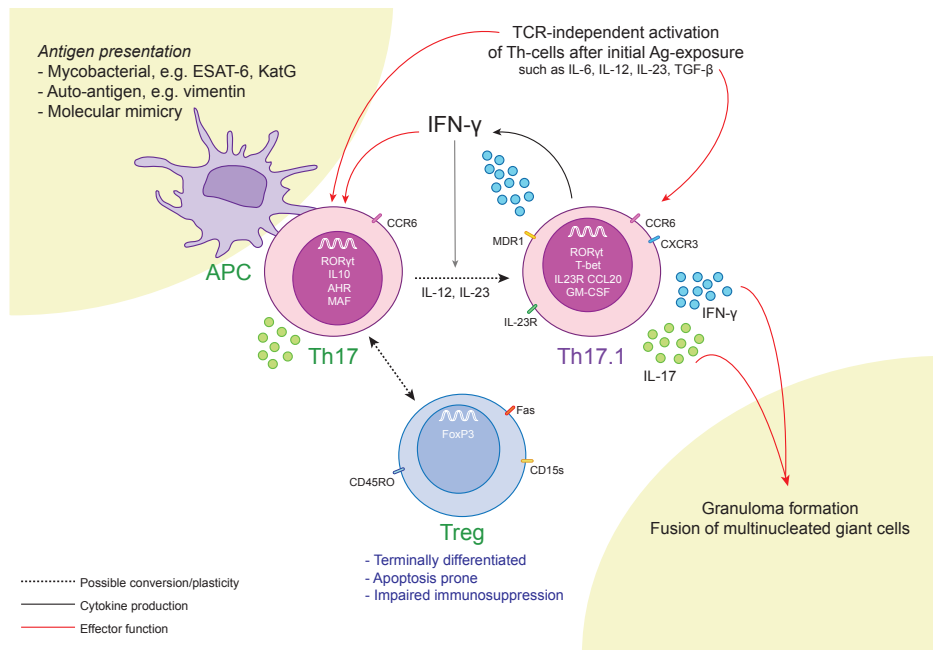 Antigen presentation
- Mycobacterial, e.g. ESAT-6, KatG
- Auto-antigen, e.g. vimentin
- Molecular mimicry
TCR-independent activation
of Th-cells after initial Ag-exposure
such as IL-6, IL-12, IL-23, TGF-β
IFN-γ
APC
CCR6
RORγt
IL10
AHR
MAF
Th17
IL-12, IL-23
MDR1
CCR6
CXCR3
RORγt
T-bet
IL23R CCL20
GM-CSF
IL-23R
Th17.1
IFN-γ
IL-17
Fas
FoxP3
CD45RO
CD15s
Treg
- Terminally differentiated
- Apoptosis prone
- Impaired immunosuppression
Granuloma formation
Fusion of multinucleated giant cells
Possible conversion/plasticity
Cytokine production
Effector function